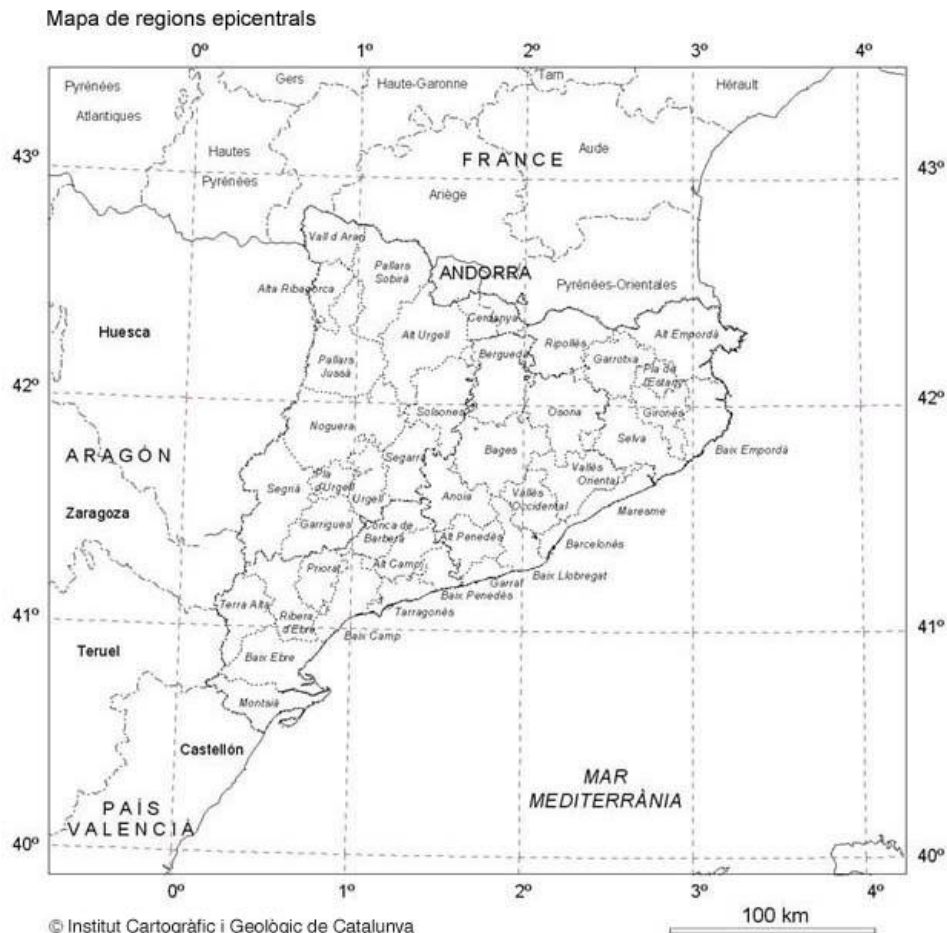 Mapa de regions epicentrals
0º 1º 2º 3º 4º
Gers Haute-Garonne Tarn Hérault
Pyrénées
Atlantiques
Aude
43º 43º
Hautes
Pyrénées
FRANCE
Ariège
Vall d Aran
Pallars
Sobirà
ANDORRA
Pyrénées-Orientales
Alta Ribagorça
Cerdanya
Huesca
Alt Urgell
Ripollès
Alt Empordà
Berguedà
Garrotxa
Pallars
Jussà
Pla de
l'Estany
42º 42º
Solsonès
Osona
Gironès
Noguera
Selva
Baix Empordà
ARAGÓN
Segarra
Bages
Vallès
Oriental
Segrià
Pla
d'Urgell
Urgell
Anoia
Vallès
Occidental
Maresme
Zaragoza
Garrigues
Conca de
Barberà
Alt Penedès
Barcelonès
Priorat
Alt Camp
Baix Llobregat
Garraf
Baix Penedès
Terra Alta
Ribera
d'Ebre
Tarragonès
41º 41º
Baix Camp
Teruel
Baix Ebre
Montsià
Castellón
MAR
MEDITERRÀNIA
PAÍS
VALENCIÀ
40º 40º
0º 1º 2º 3º 4º
© Institut Cartogràfic i Geològic de Catalunya
100 km